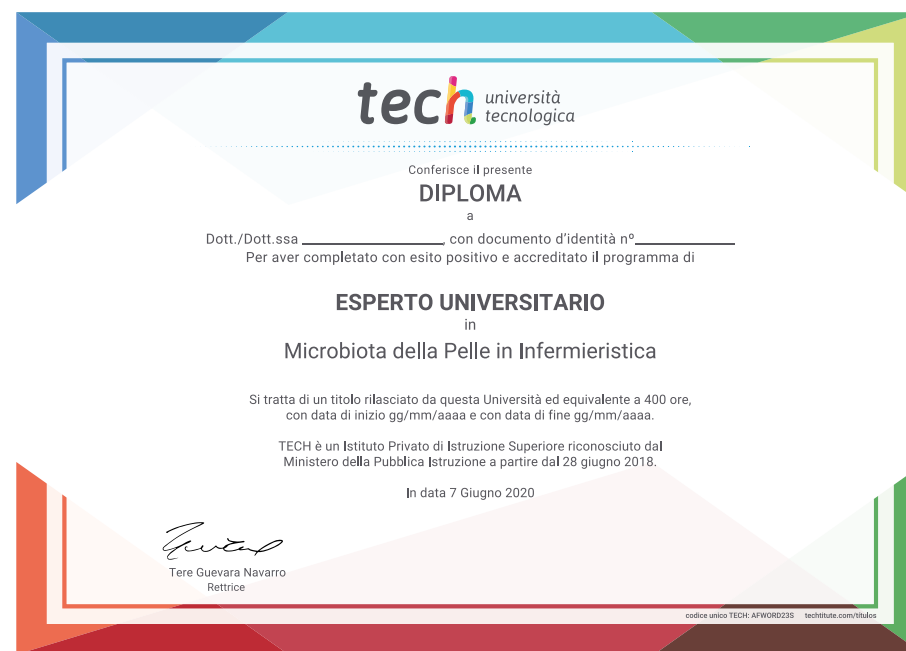 tech università
tecnologica
Conferisce il presente
DIPLOMA
a
Dott./Dott.ssa ____________________, con documento d'identità nº______________
Per aver completato con esito positivo e accreditato il programma di
ESPERTO UNIVERSITARIO
in
Microbiota della Pelle in Infermieristica
Si tratta di un titolo rilasciato da questa Università ed equivalente a 400 ore,
con data di inizio gg/mm/aaaa e con data di fine gg/mm/aaaa.
TECH è un Istituto Privato di Istruzione Superiore riconosciuto dal
Ministero della Pubblica Istruzione a partire dal 28 giugno 2018.
In data 7 Giugno 2020
Tere Guevara Navarro
Rettrice
codice unico TECH: AFWORD23S techtitute.com/titulos